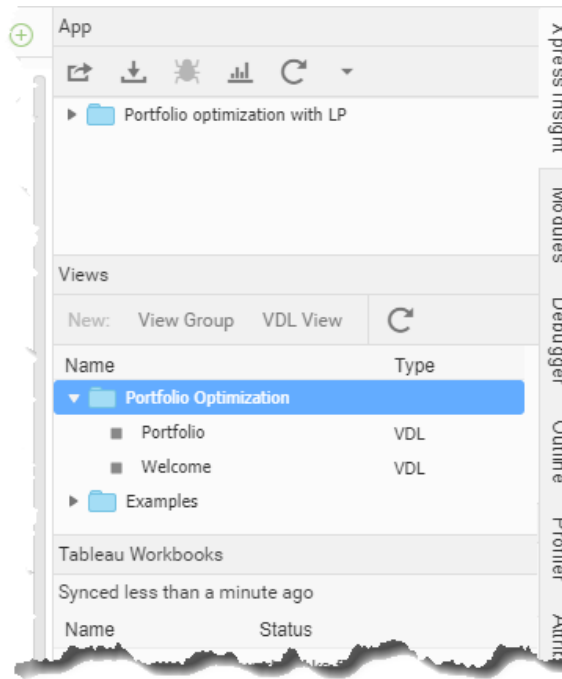 App
Portfolio optimization with LP
Views
New: View Group VDL View
Name Type
Portfolio Optimization
Portfolio VDL
Welcome VDL
Examples
Tableau Workbooks
Synced less than a minute ago
Name Status
Xpress Insight
Modules
Debugger
Outline
Profiler